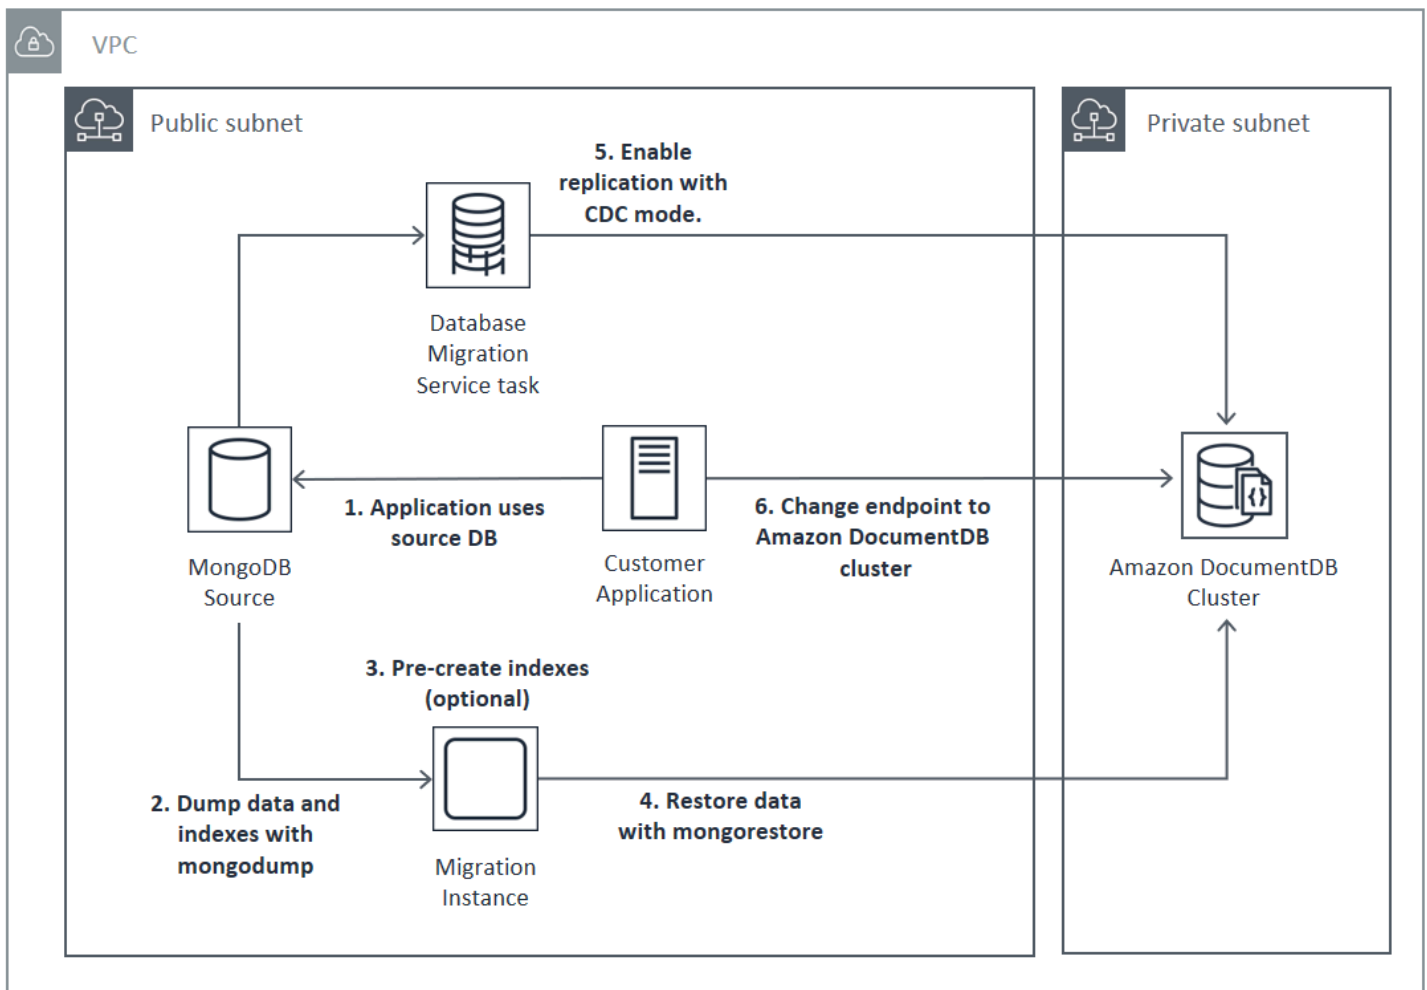 VPC
Public subnet
Private subnet
5. Enable
replication with
CDC mode.
Database
Migration
Service task
1. Application uses
source DB
6. Change endpoint to
Amazon DocumentDB
cluster
MongoDB
Source
Customer
Application
Amazon DocumentDB
Cluster
3. Pre-create indexes
(optional)
2. Dump data and
indexes with
mongodump
4. Restore data
with mongorestore
Migration
Instance